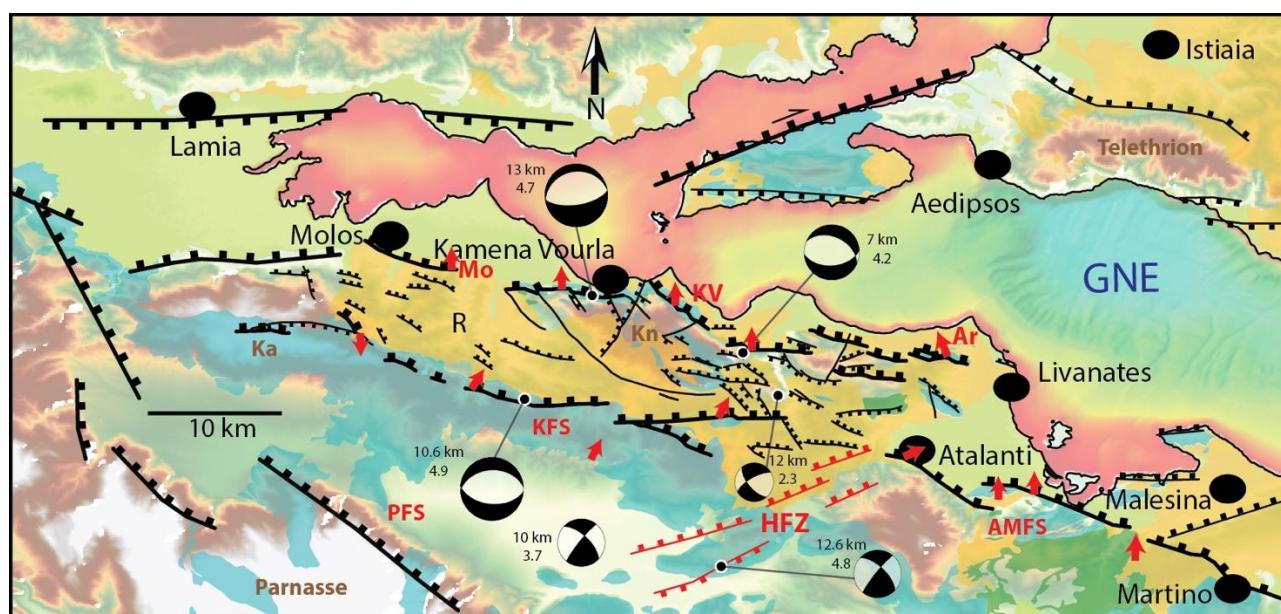 Istiaia
Lamia
N
Telethrion
13 km
4.7
Aedipsos
Molos
Kamena Vourla
7 km
4.2
Mo
GNE
KV
R
Kn
Ka
Ar
Livanates
10 km
KFS
10.6 km
4.9
12 km
2.3
Atalanti
Malesina
PFS
10 km
3.7
HFZ
AMFS
12.6 km
4.8
Parnasse
Martino